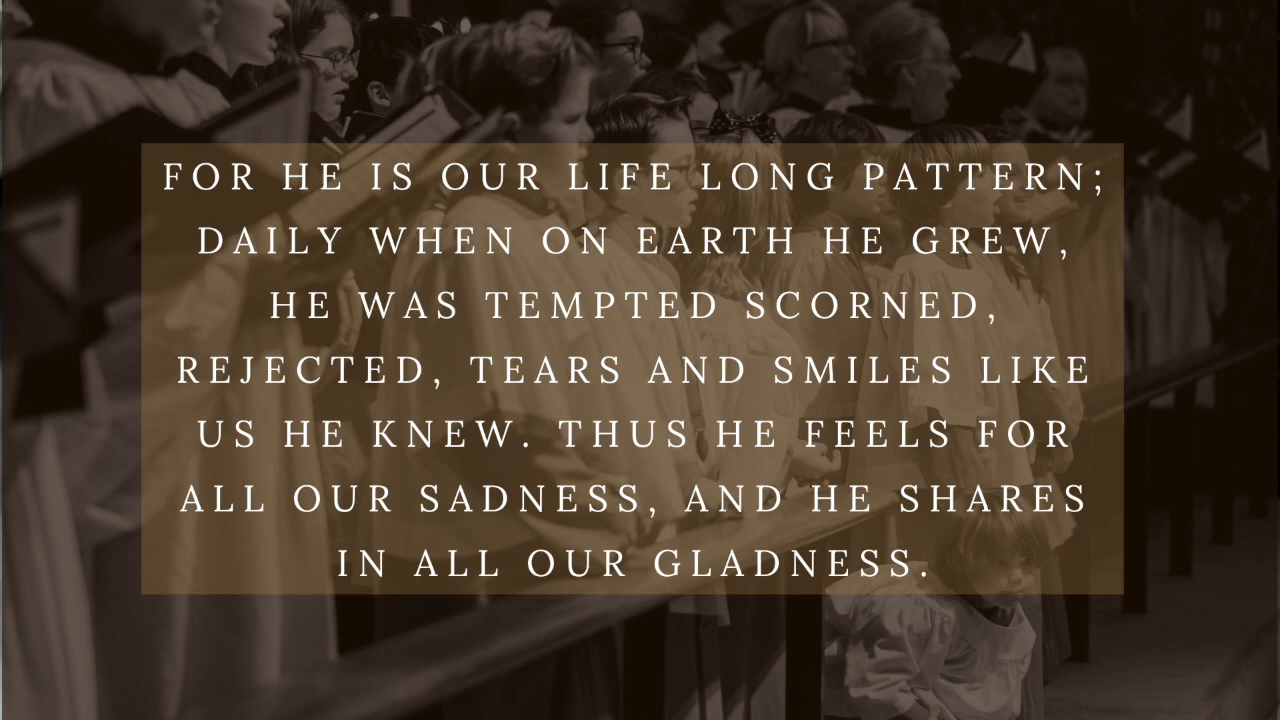 FOR HE IS OUR LIFE LONG PATTERN;
DAILY WHEN ON EARTH HE GREW,
HE WAS TEMPTED SCORNED,
REJECTED, TEARS AND SMILES LIKE
US HE KNEW. THUS HE FEELS FOR
ALL OUR SADNESS, AND HE SHARES
IN ALL OUR GLADNESS.